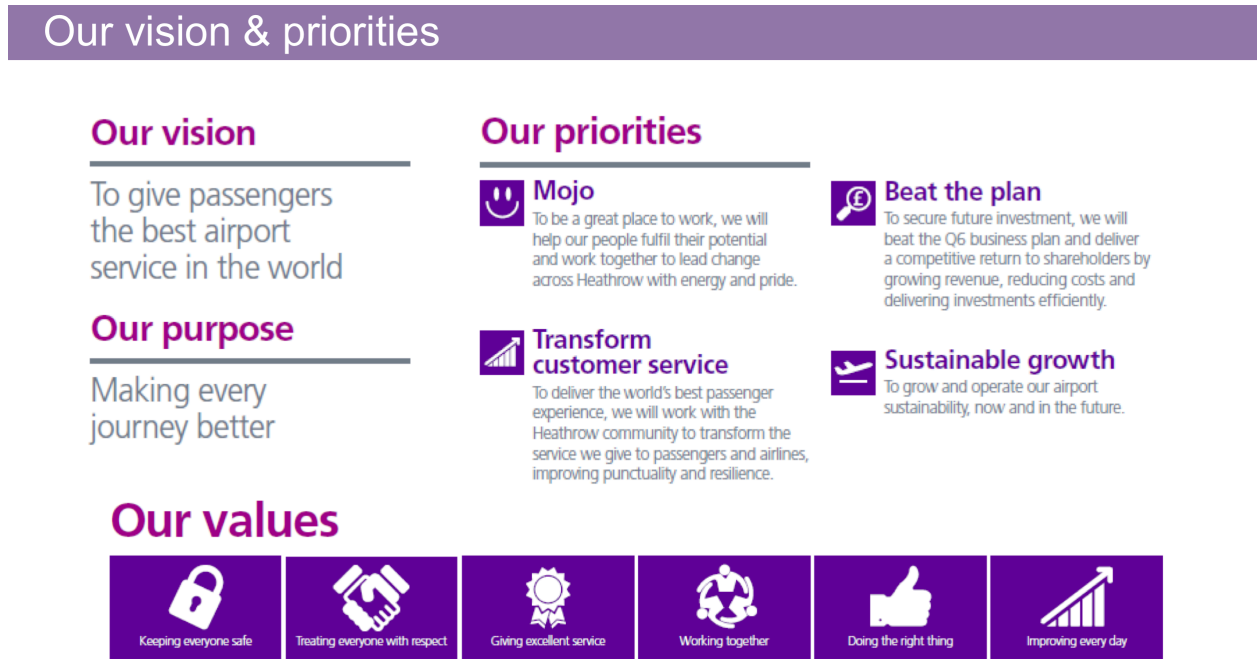 Our vision & priorities
Our vision
To give passengers
the best airport
service in the world
Our purpose
Making every
journey better
Our priorities
Mojo
To be a great place to work, we will
help our people fulfil their potential
and work together to lead change
across Heathrow with energy and pride.
Transform
customer service
To deliver the world's best passenger
experience, we will work with the
Heathrow community to transform the
service we give to passengers and airlines,
improving punctuality and resilience.
£
Beat the plan
To secure future investment, we will
beat the Q6 business plan and deliver
a competitive return to shareholders by
growing revenue, reducing costs and
delivering investments efficiently.
Sustainable growth
To grow and operate our airport
sustainability, now and in the future.
Our values
Keeping everyone safe
Treating everyone with respect
Giving excellent service
Working together
Doing the right thing
Improving every day